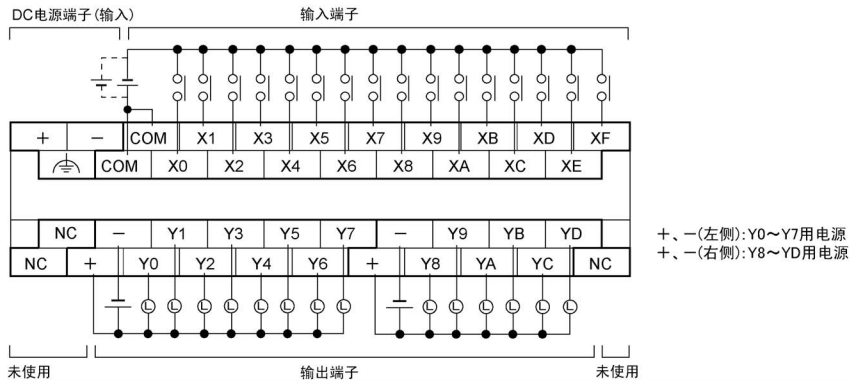 DC电源端子(输入) 输入端子
+ − COM X1 X3 X5 X7 X9 XB XD XF
COM X0 X2 X4 X6 X8 XA XC XE
NC − Y1 Y3 Y5 Y7 − Y9 YB YD
NC + Y0 Y2 Y4 Y6 + Y8 YA YC NC
+、−(左侧):Y0～Y7用电源
+、−(右侧):Y8～YD用电源
L L L L L L L L L L L L L L
未使用 输出端子 未使用